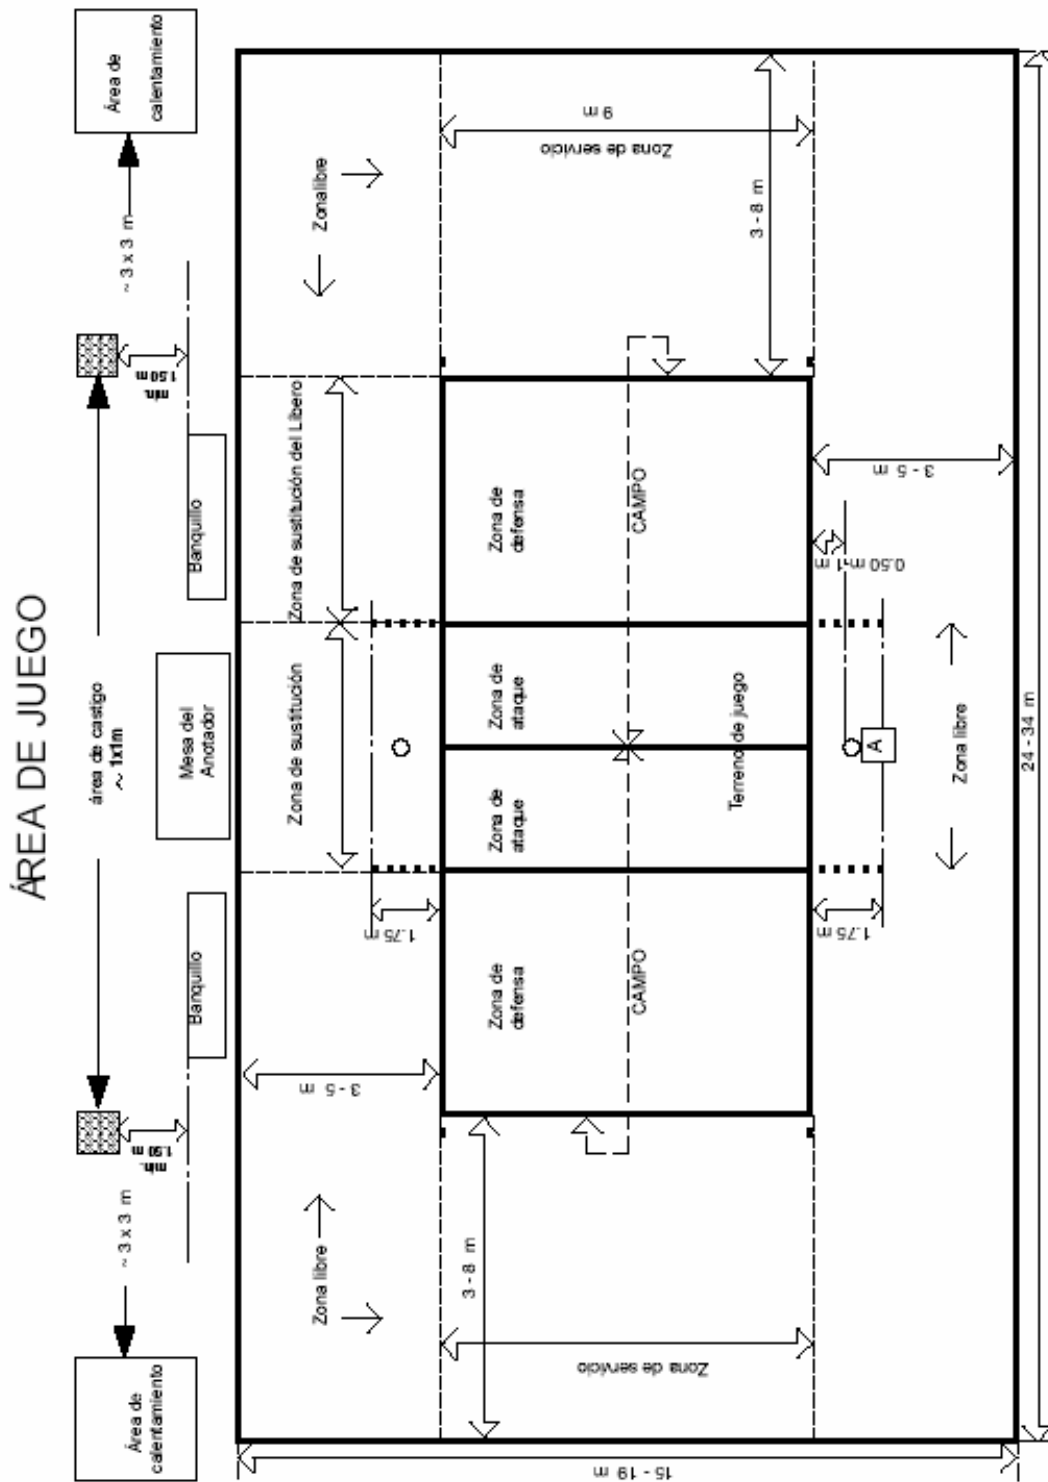 ÁREA DE JUEGO
Área de
calentamiento
~ 3 x 3 m
área de castigo
~ 1x1m
~ 3 x 3 m
Área de
calentamiento
mín.
1.50 m
mín.
1.50 m
Banquillo
Mesa del
Anotador
Banquillo
Zona libre
3 - 5 m
Zona de sustitución
Zona de sustitución del Líbero
Zonalibre
1.75 m
15 - 19 m
Zona de servicio
3 - 8 m
Zona de
defensa
Zona de
ataque
Zona de
ataque
Zona de
defensa
Zona de servicio
9 m
CAMPO
CAMPO
Terreno de juego
3 - 8 m
1.75 m
A
0.50 m-1 m
3 - 5 m
Zona libre
24 - 34 m